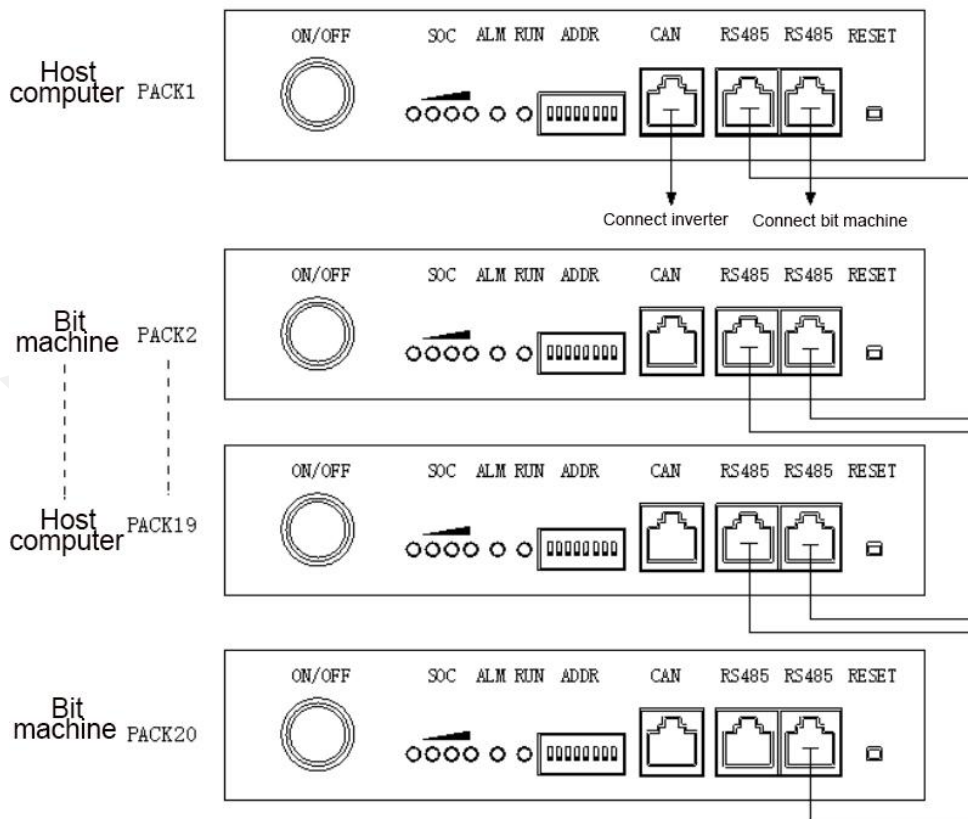 ON/OFF SOC ALM RUN ADDR CAN RS485 RS485 RESET
Host
computer PACK1
Connect inverter Connect bit machine
ON/OFF SOC ALM RUN ADDR CAN RS485 RS485 RESET
Bit
machine PACK2
ON/OFF SOC ALM RUN ADDR CAN RS485 RS485 RESET
Host
computer PACK19
ON/OFF SOC ALM RUN ADDR CAN RS485 RS485 RESET
Bit
machine PACK20